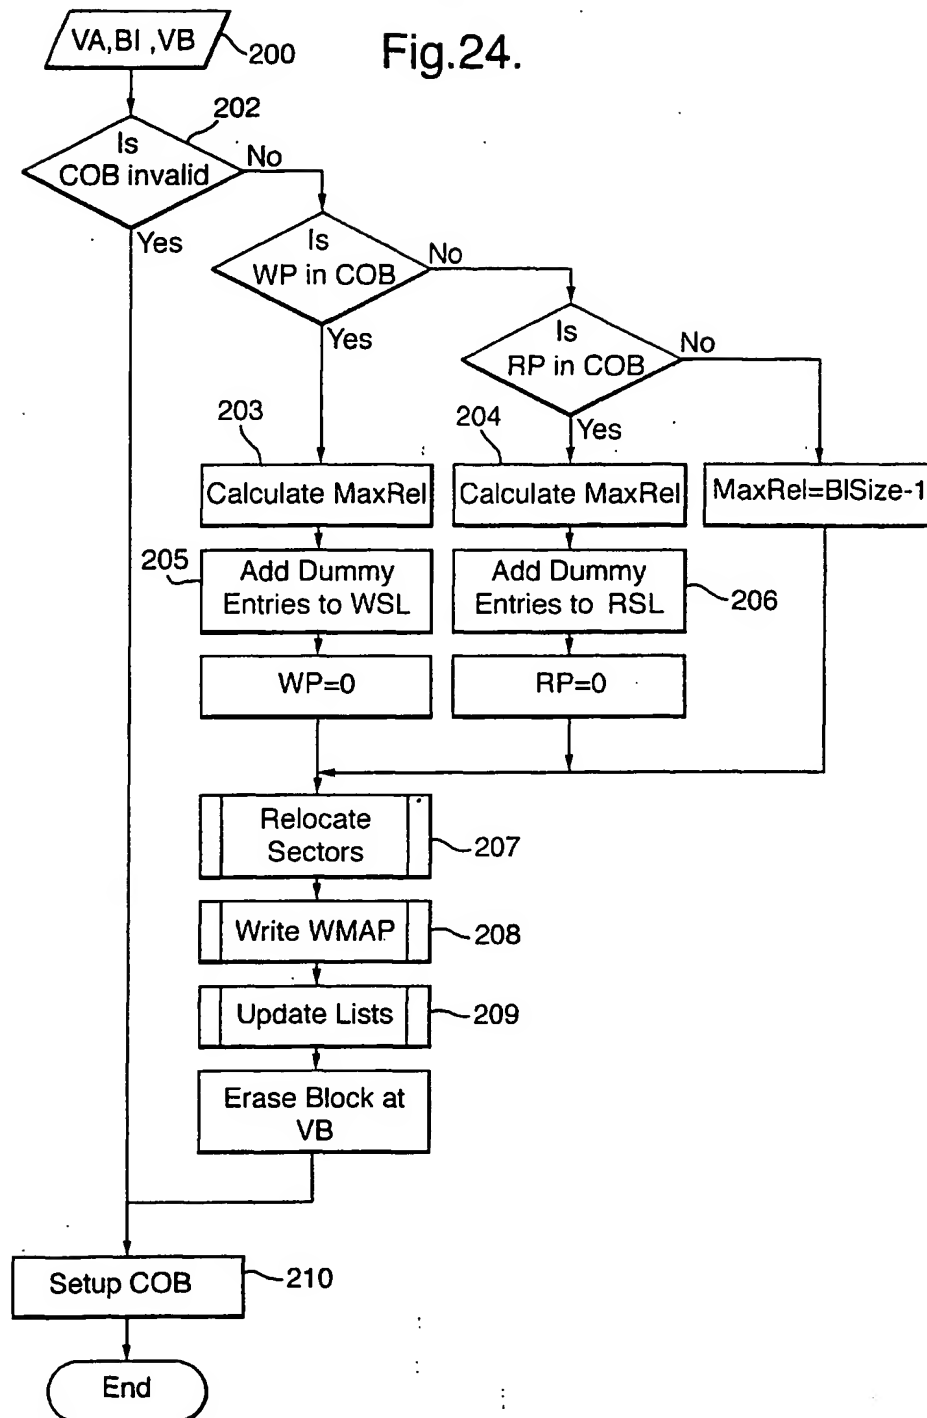 Fig.24.
VA,BI ,VB
200
202
Is
COB invalid
No
Yes
Is
WP in COB
No
Yes
Is
RP in COB
No
Yes
203
204
Calculate MaxRel
Calculate MaxRel
MaxRel=BISize-1
205
Add Dummy
Entries to WSL
Add Dummy
Entries to RSL
206
WP=0
RP=0
Relocate
Sectors
207
Write WMAP
208
Update Lists
209
Erase Block at
VB
Setup COB
210
End